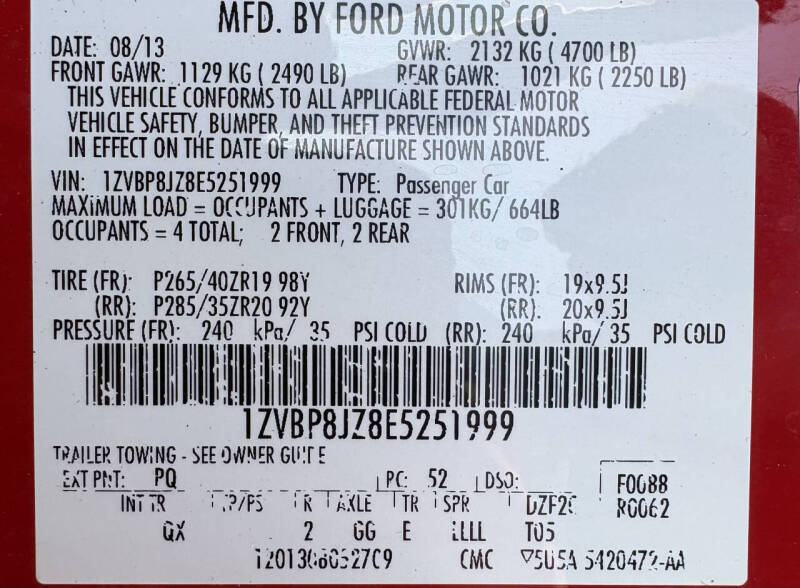 MFD. BY FORD MOTOR CO.
DATE: 08/13 GVWR: 2132 KG ( 4700 LB)
FRONT GAWR: 1129 KG ( 2490 LB) REAR GAWR: 1021 KG ( 2250 LB)
THIS VEHICLE CONFORMS TO ALL APPLICABLE FEDERAL MOTOR
VEHICLE SAFETY, BUMPER, AND THEFT PREVENTION STANDARDS
IN EFFECT ON THE DATE OF MANUFACTURE SHOWN ABOVE.
VIN: 1ZVBP8JZ8E5251999 TYPE: Passenger Car
MAXIMUM LOAD = OCCUPANTS + LUGGAGE = 301KG/ 664LB
OCCUPANTS = 4 TOTAL; 2 FRONT, 2 REAR
TIRE (FR): P265/40ZR19 98Y RIMS (FR): 19x9.5J
(RR): P285/35ZR20 92Y (RR): 20x9.5J
PRESSURE (FR): 240 kPa/ 35 PSI COLD (RR): 240 kPa/ 35 PSI COLD
1ZVBP8JZ8E5251999
TRAILER TOWING - SEE OWNER GUIDE
EXT PNT: PQ PC: 52 DSO: F0088
INT TR TP/PS R AXLE TR SPR R0062
QX 2 GG E LLLL T05
CMC